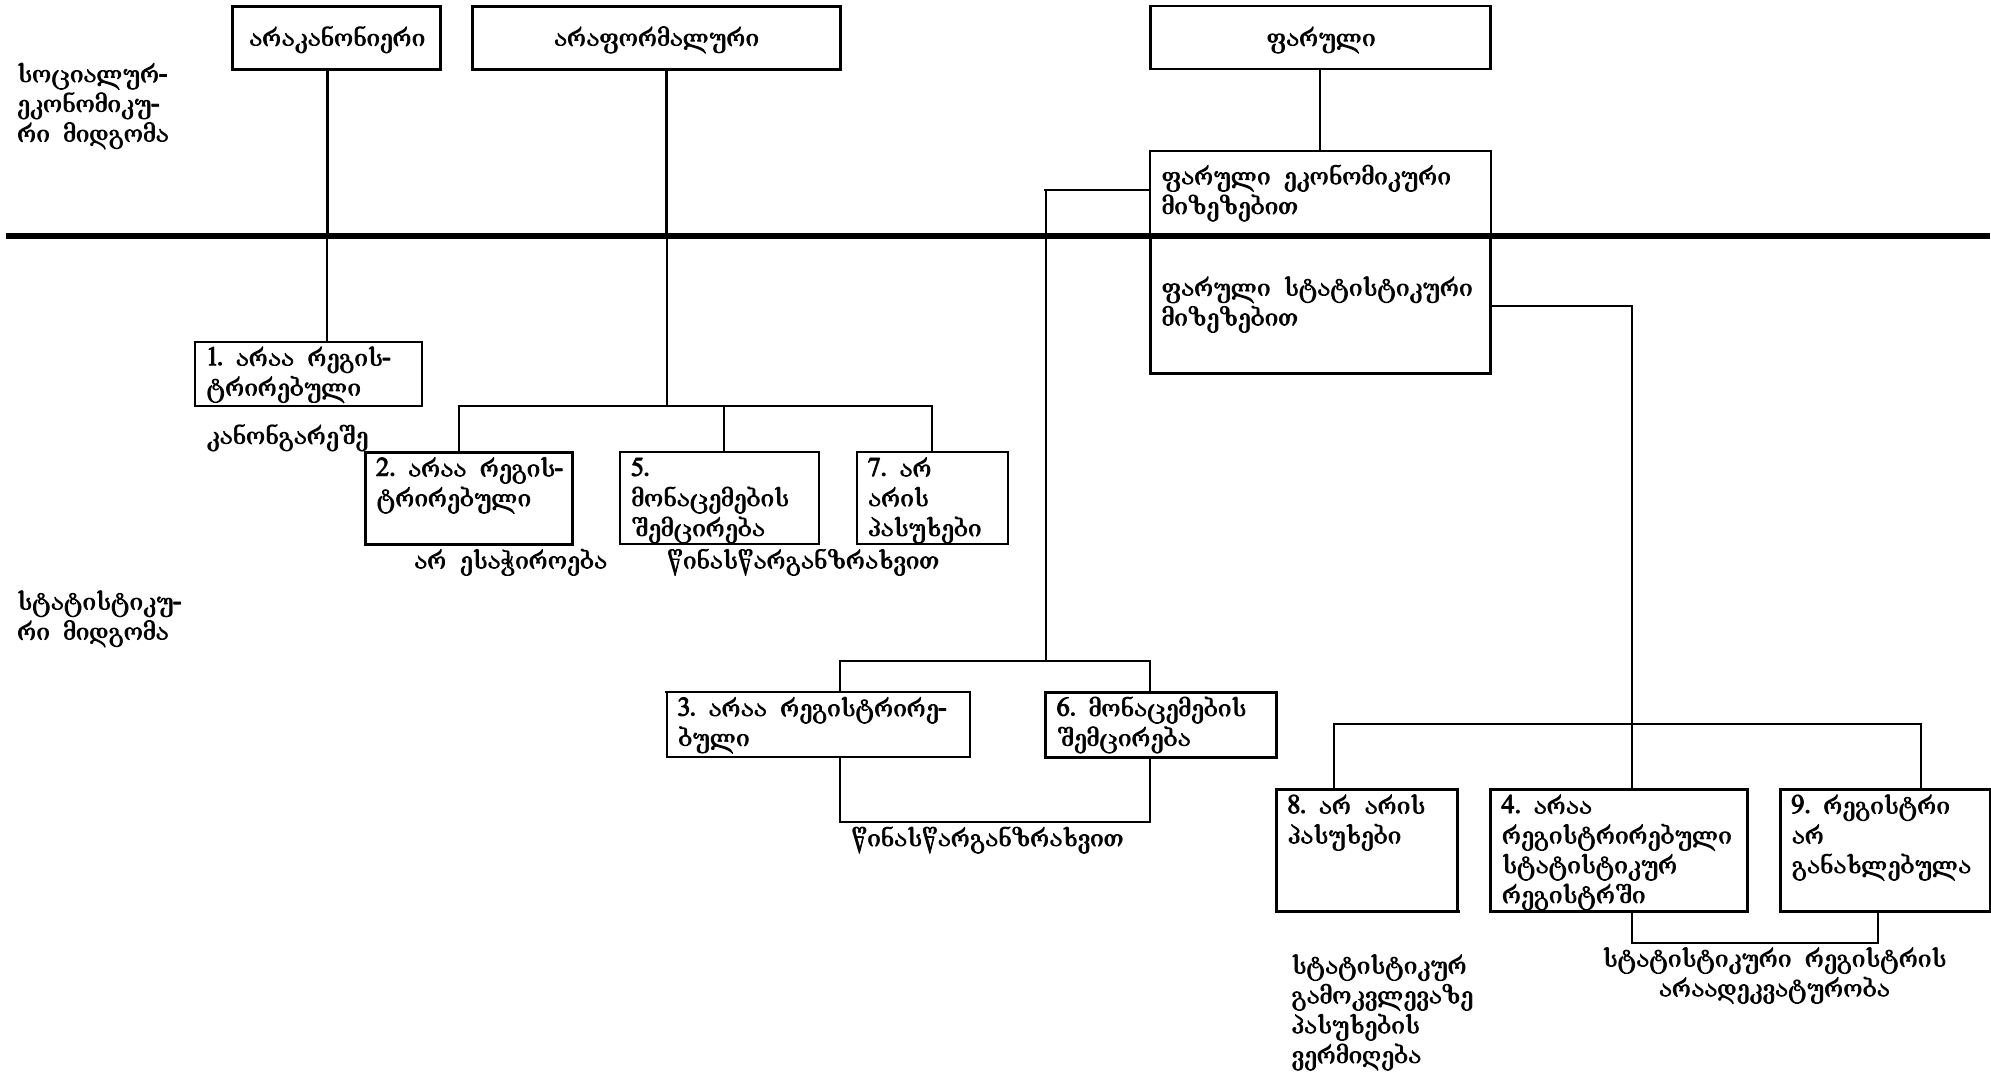 არაკანონიერი
არაფორმალური
ფარული
სოციალურ-
ეკონომიკუ-
რი მიდგომა
ფარული ეკონომიკური
მიზეზებით
ფარული სტატისტიკური
მიზეზებით
1. არაა რეგის-
ტრირებული
კანონგარეშე
2. არაა რეგის-
ტრირებული
არ ესაჭიროება
5.
მონაცემების
შემცირება
7. არ
არის
პასუხები
წინასწარგანზრახვით
სტატისტიკუ-
რი მიდგომა
3. არაა რეგისტრირე-
ბული
6. მონაცემების
შემცირება
წინასწარგანზრახვით
8. არ არის
პასუხები
4. არაა
რეგისტრირებული
სტატისტიკურ
რეგისტრში
9. რეგისტრი
არ
განახლებულა
სტატისტიკურ
გამოკვლევაზე
პასუხების
ვერმიღება
სტატისტიკური რეგისტრის
არაადეკვატურობა